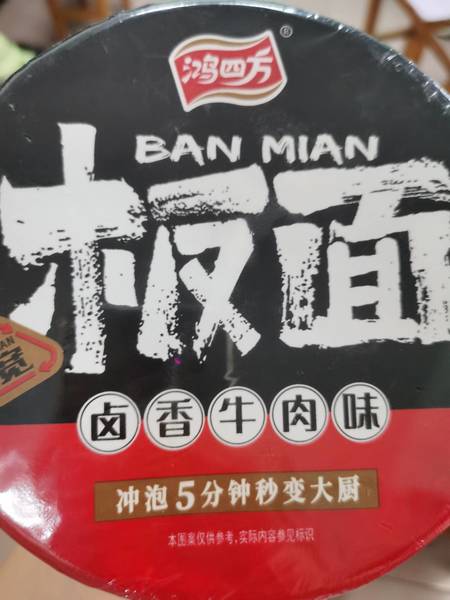 鸿四方®
BAN MIAN
板面
宽
卤香牛肉味
冲泡5分钟秒变大厨
本图案仅供参考,实际内容参见标识